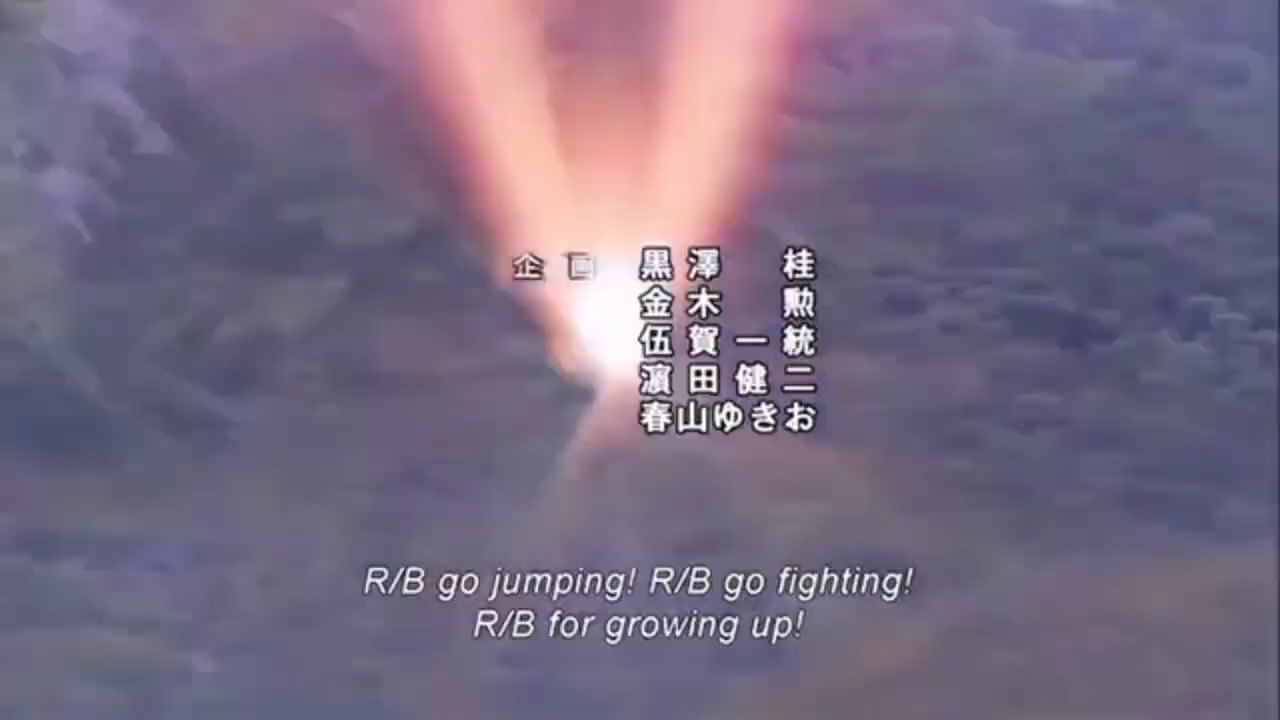 企画 黒澤 桂
金木 勲
伍賀一統
濵田健二
春山ゆきお
R/B go jumping! R/B go fighting!
R/B for growing up!